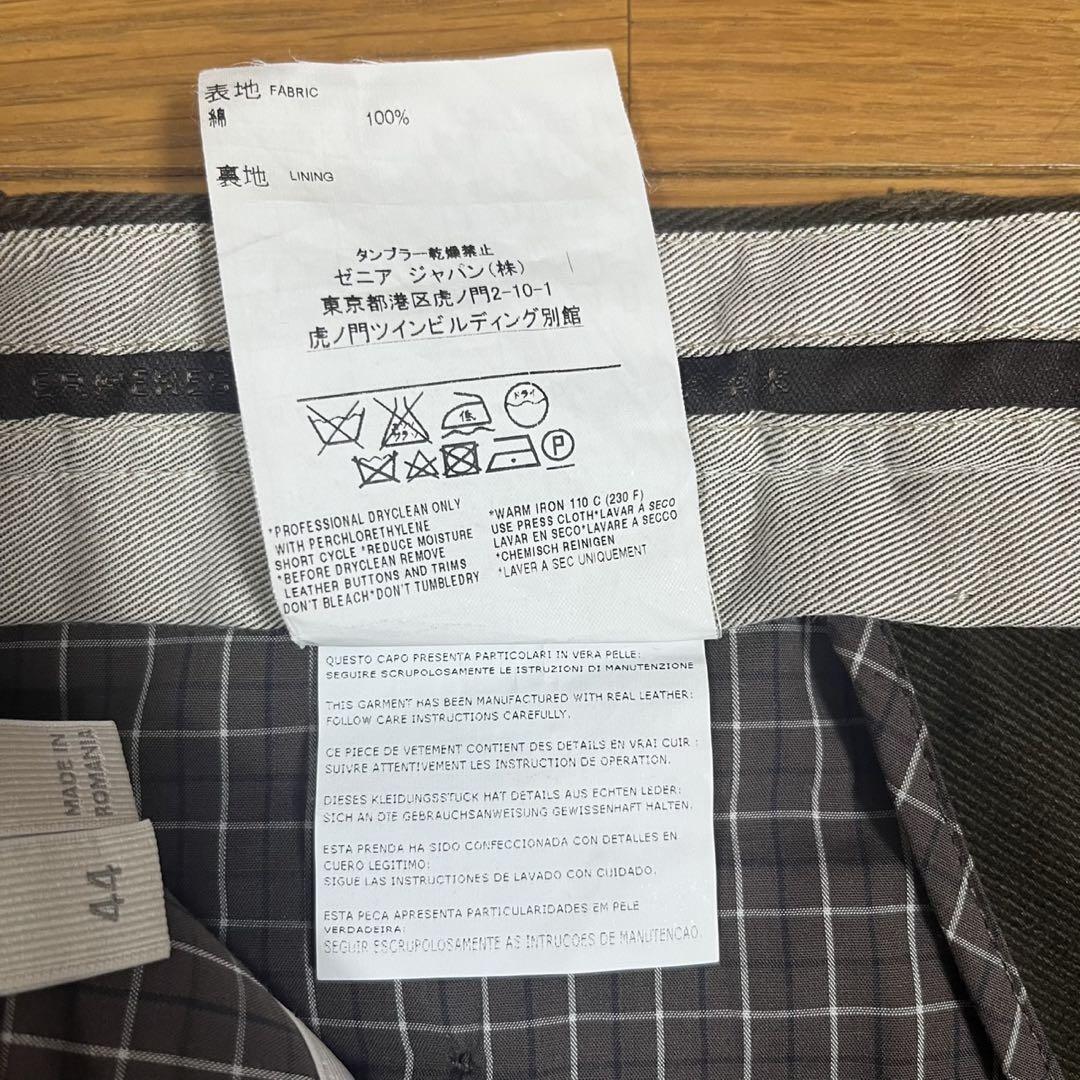 表地 FABRIC
綿 100%
裏地 LINING
タンブラー乾燥禁止
ゼニア ジャパン(株)
東京都港区虎ノ門2-10-1
虎ノ門ツインビルディング別館
低
ドライ
P
*PROFESSIONAL DRYCLEAN ONLY
WITH PERCHLORETHYLENE
SHORT CYCLE *REDUCE MOISTURE
*BEFORE DRYCLEAN REMOVE
LEATHER BUTTONS AND TRIMS
DON'T BLEACH*DON'T TUMBLEDRY
*WARM IRON 110 C (230 F)
USE PRESS CLOTH*LAVAR A SECO
LAVAR EN SECO*LAVARE A SECCO
*CHEMISCH REINIGEN
*LAVER A SEC UNIQUEMENT
QUESTO CAPO PRESENTA PARTICOLARI IN VERA PELLE:
SEGUIRE SCRUPOLOSAMENTE LE ISTRUZIONI DI MANUTENZIONE
THIS GARMENT HAS BEEN MANUFACTURED WITH REAL LEATHER:
FOLLOW CARE INSTRUCTIONS CAREFULLY.
CE PIECE DE VETEMENT CONTIENT DES DETAILS EN VRAI CUIR :
SUIVRE ATTENTIVEMENT LES INSTRUCTION DE OPERATION.
DIESES KLEIDUNGSSTUCK HAT DETAILS AUS ECHTEN LEDER:
SICH AN DIE GEBRAUCHSANWEISUNG GEWISSENHAFT HALTEN.
ESTA PRENDA HA SIDO CONFECCIONADA CON DETALLES EN
CUERO LEGITIMO:
SIGUE LAS INSTRUCTIONES DE LAVADO CON CUIDADO.
ESTA PECA APRESENTA PARTICULARIDADES EM PELE
VERDADEIRA:
SEGUIR ESCRUPOLOSAMENTE AS INTRUCOES DE MANUTENCAO.
MADE IN
ROMANIA
44